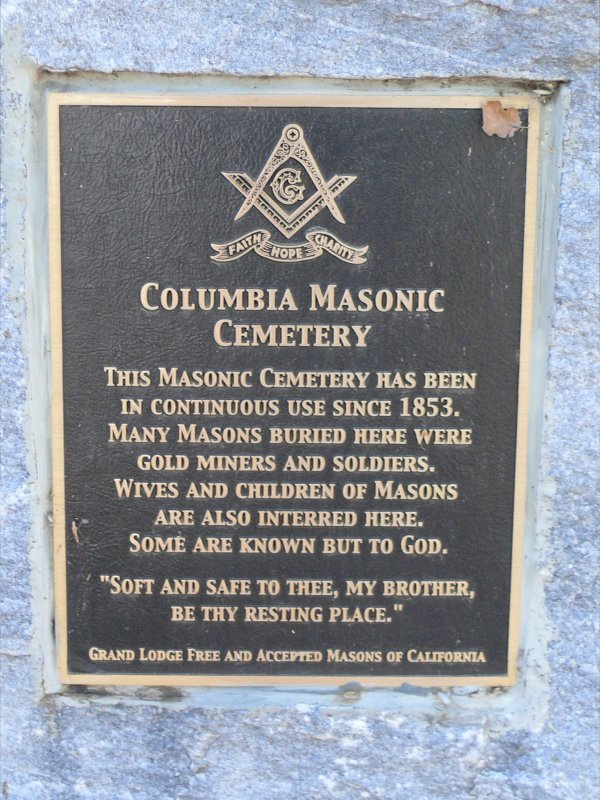 G
FAITH HOPE CHARITY
COLUMBIA MASONIC
CEMETERY
THIS MASONIC CEMETERY HAS BEEN
IN CONTINUOUS USE SINCE 1853.
MANY MASONS BURIED HERE WERE
GOLD MINERS AND SOLDIERS.
WIVES AND CHILDREN OF MASONS
ARE ALSO INTERRED HERE.
SOME ARE KNOWN BUT TO GOD.
"SOFT AND SAFE TO THEE, MY BROTHER,
BE THY RESTING PLACE."
GRAND LODGE FREE AND ACCEPTED MASONS OF CALIFORNIA